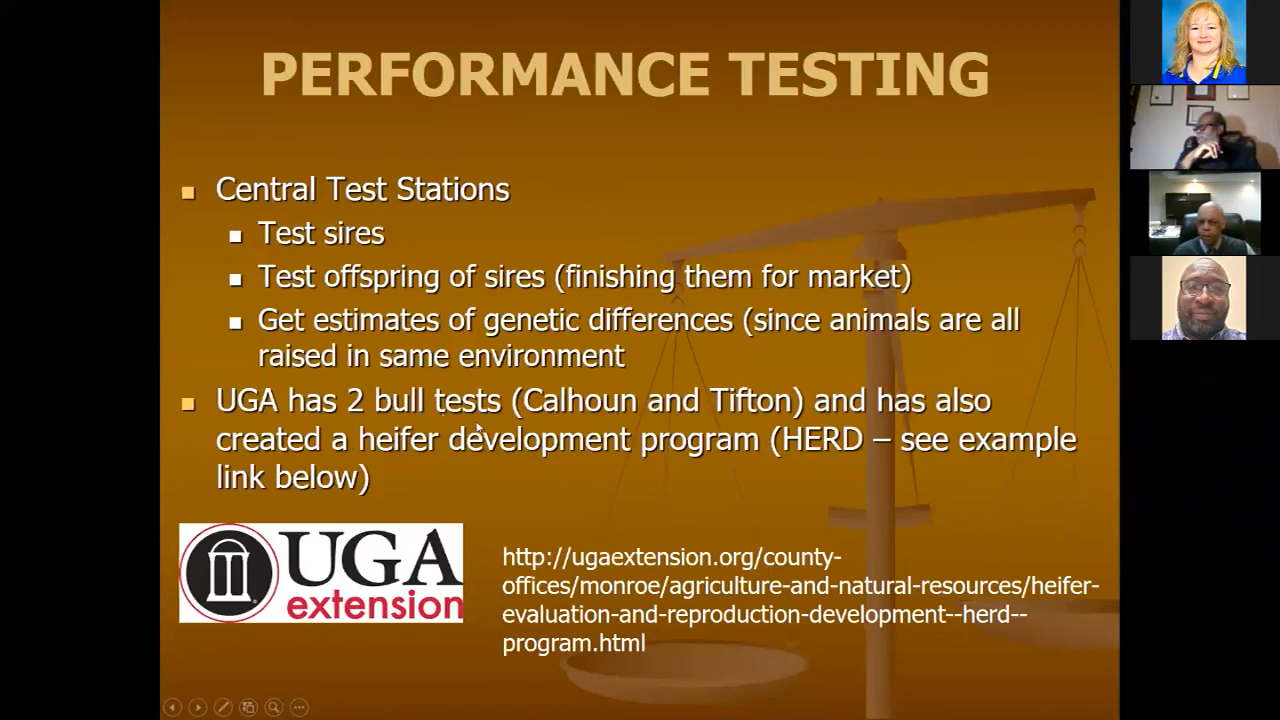 PERFORMANCE TESTING
Central Test Stations
Test sires
Test offspring of sires (finishing them for market)
Get estimates of genetic differences (since animals are all
raised in same environment
UGA has 2 bull tests (Calhoun and Tifton) and has also
created a heifer development program (HERD – see example
link below)
UGA
extension
http://ugaextension.org/county-
offices/monroe/agriculture-and-natural-resources/heifer-
evaluation-and-reproduction-development--herd--
program.html